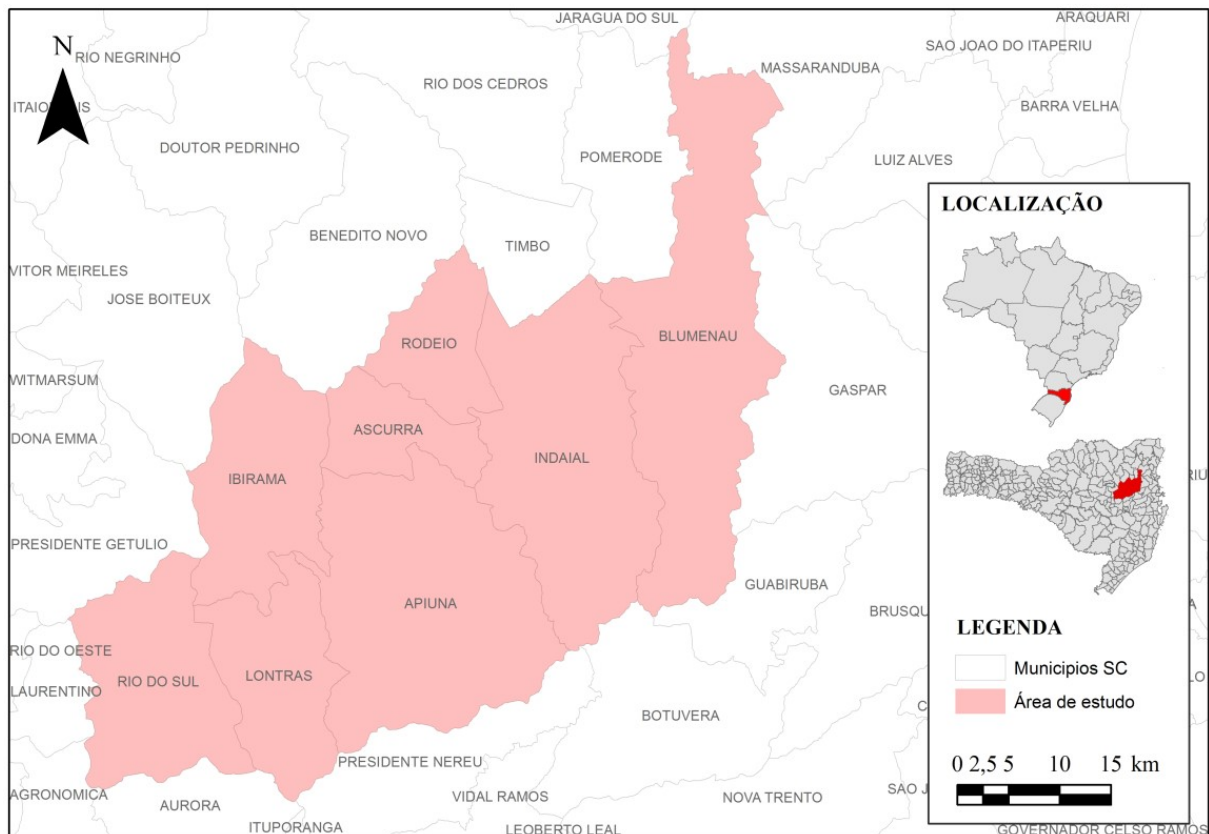 JARAGUA DO SUL
ARAQUARI
N
RIO NEGRINHO
SAO JOAO DO ITAPERIU
MASSARANDUBA
RIO DOS CEDROS
BARRA VELHA
DOUTOR PEDRINHO
POMERODE
LUIZ ALVES
LOCALIZAÇÃO
BENEDITO NOVO
TIMBO
VITOR MEIRELES
JOSE BOITEUX
RODEIO
BLUMENAU
WITMARSUM
GASPAR
DONA EMMA
ASCURRA
IBIRAMA
INDAIAL
PRESIDENTE GETULIO
GUABIRUBA
APIUNA
BRUSQU
LEGENDA
RIO DO OESTE
Municipios SC
LAURENTINO
RIO DO SUL
LONTRAS
Área de estudo
BOTUVERA
PRESIDENTE NEREU
0 2,5 5 10 15 km
AGRONOMICA
AURORA
VIDAL RAMOS
NOVA TRENTO
SAO J
ITUPORANGA
LEOBERTO LEAL
GOVERNADOR CELSO RAMOS